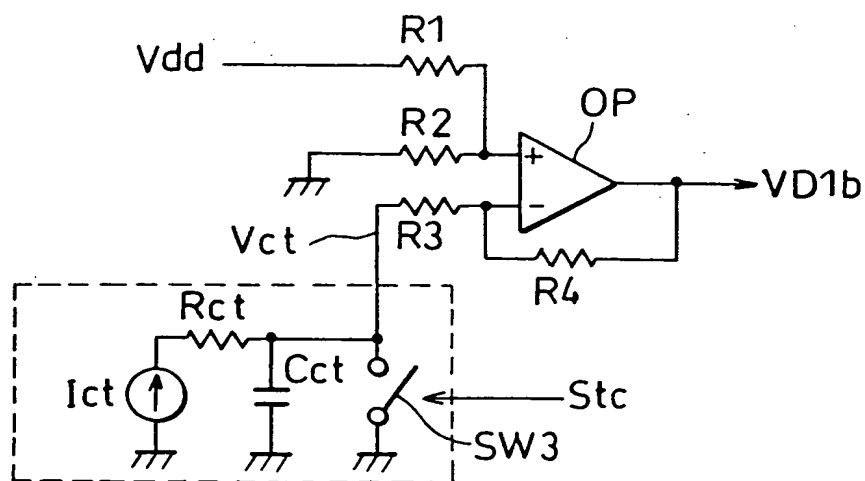 R1
Vdd
OP
R2
+
VD1b
−
R3
Vct
R4
Rct
Cct
Ict
Stc
SW3